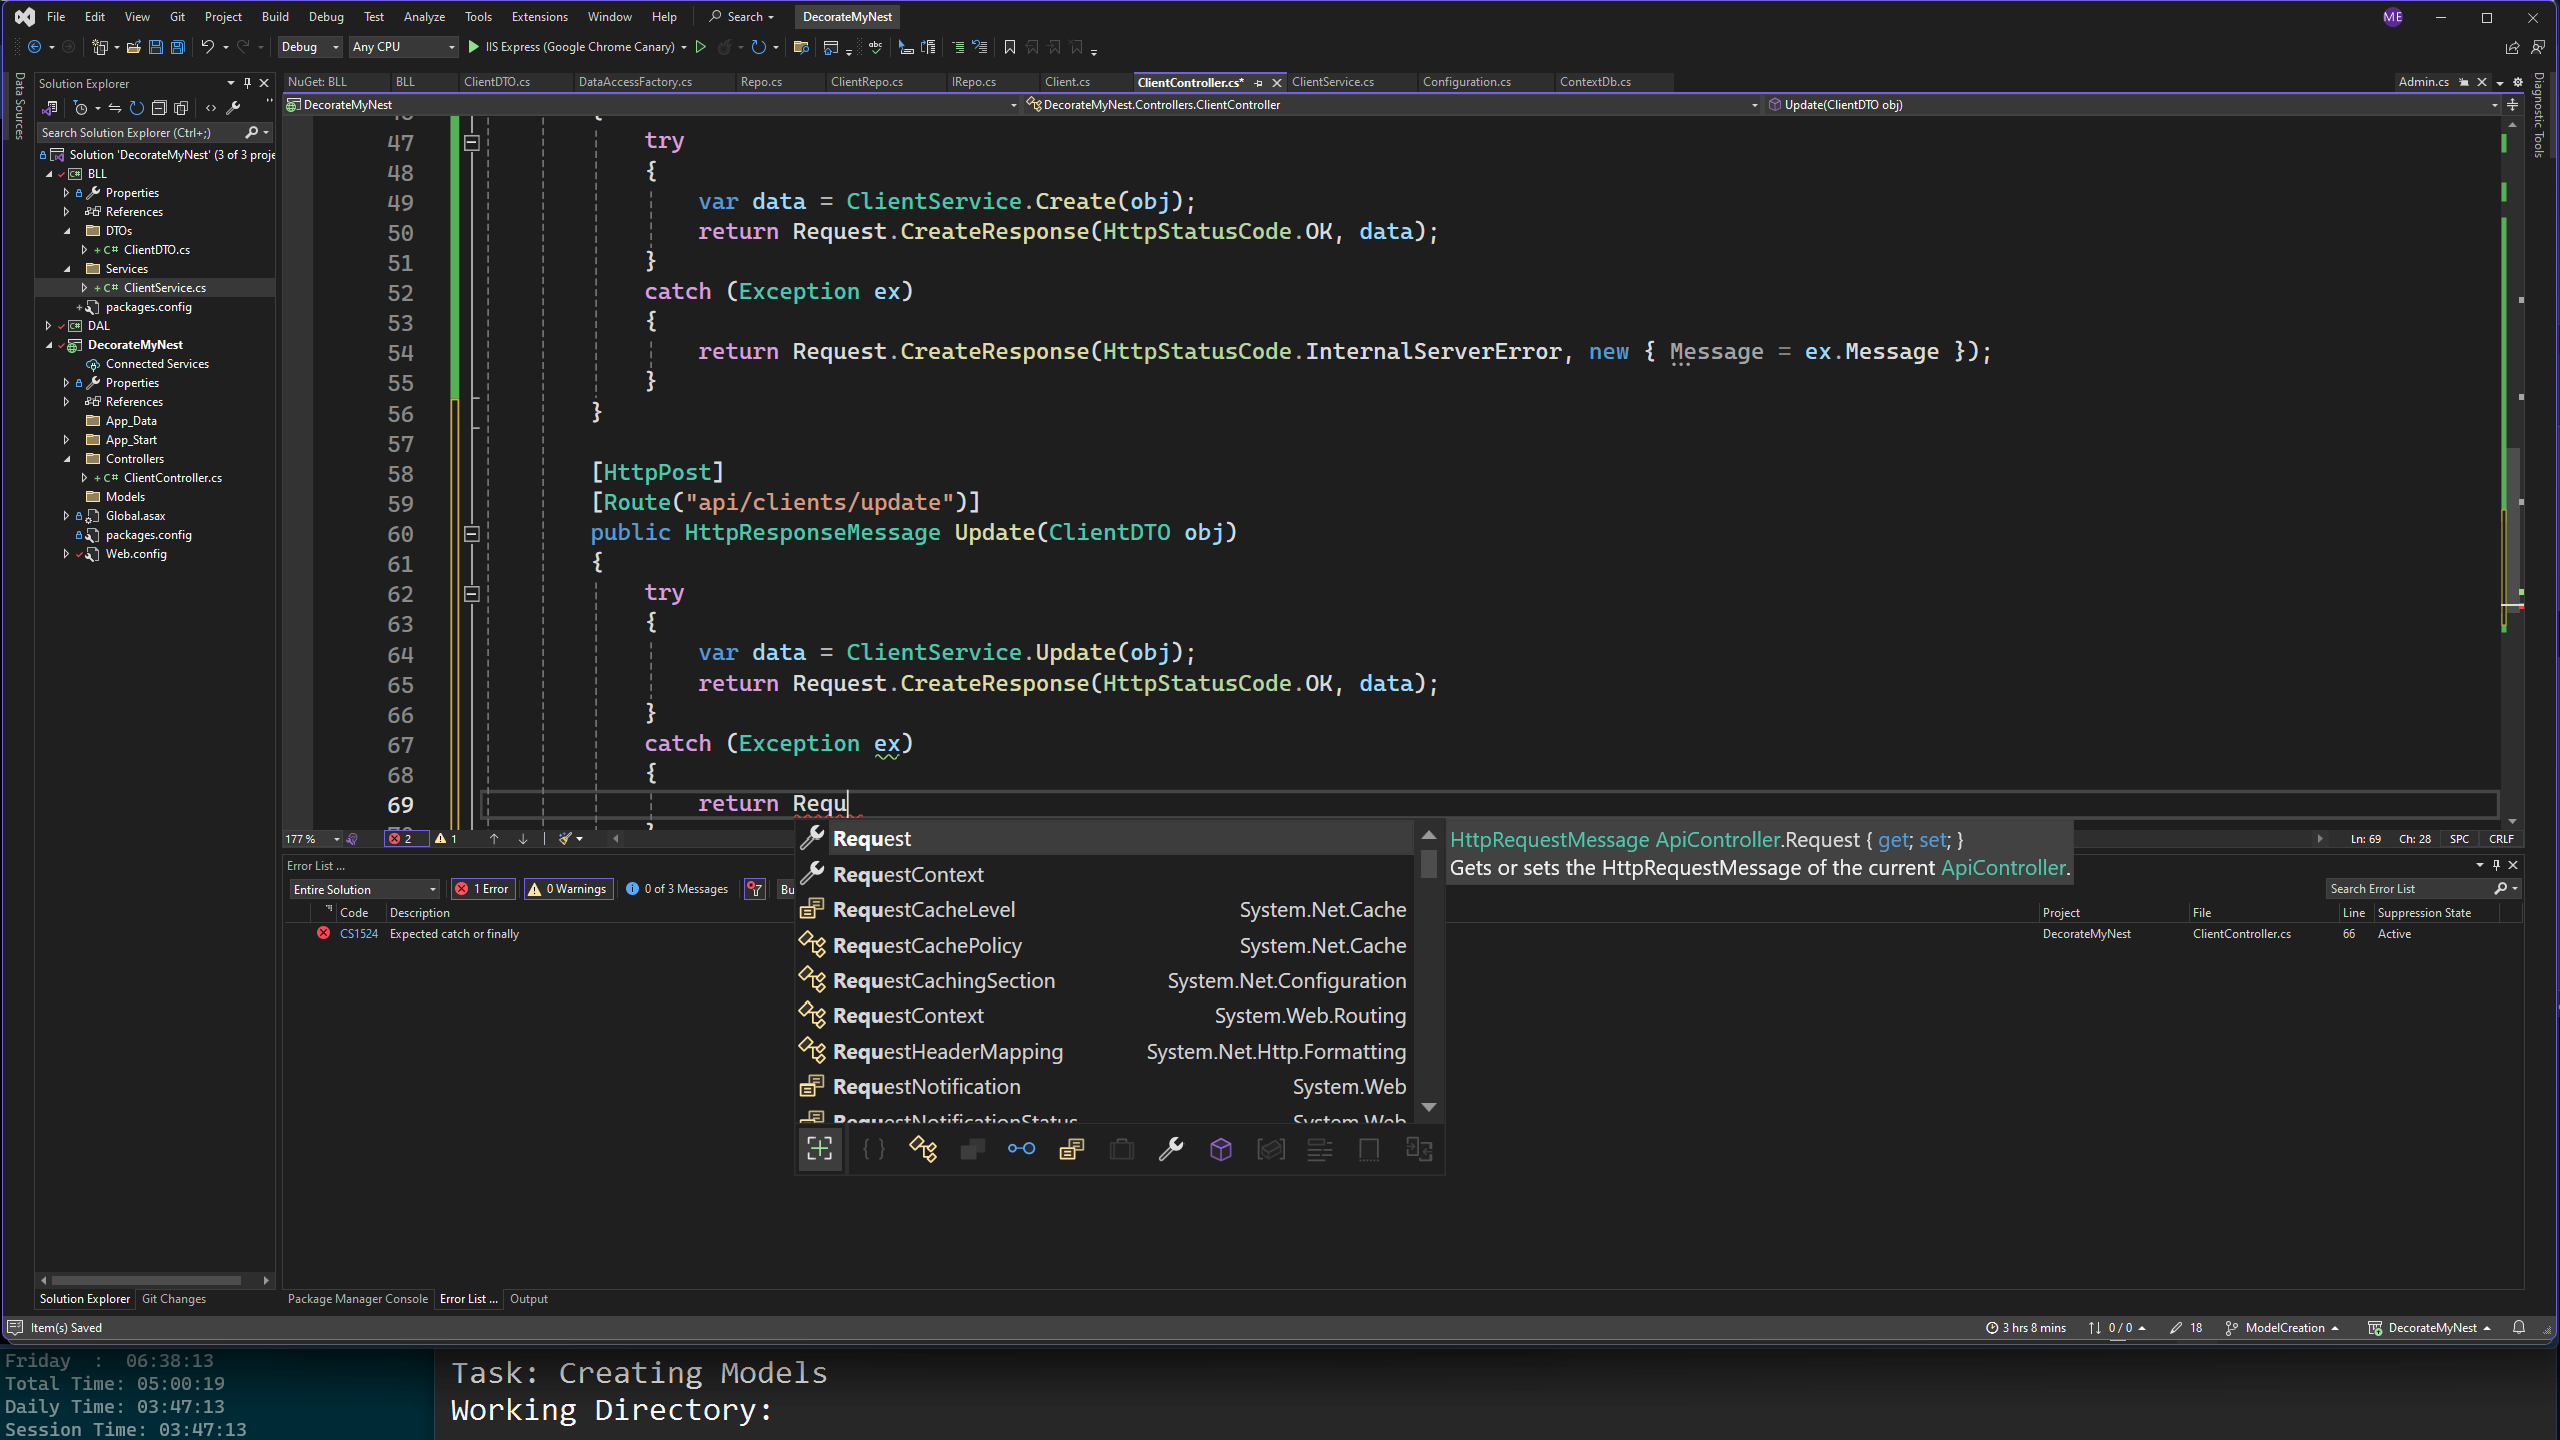 File Edit View Git Project Build Debug Test Analyze Tools Extensions Window Help Search DecorateMyNest ME
Debug Any CPU IIS Express (Google Chrome Canary)
Data Sources
Solution Explorer
Search Solution Explorer (Ctrl+;)
Solution 'DecorateMyNest' (3 of 3 proje
BLL
Properties
References
DTOs
C# ClientDTO.cs
Services
C# ClientService.cs
packages.config
DAL
DecorateMyNest
Connected Services
Properties
References
App_Data
App_Start
Controllers
C# ClientController.cs
Models
Global.asax
packages.config
Web.config
Solution Explorer Git Changes
NuGet: BLL BLL ClientDTO.cs DataAccessFactory.cs Repo.cs ClientRepo.cs IRepo.cs Client.cs ClientController.cs* ClientService.cs Configuration.cs ContextDb.cs Admin.cs
DecorateMyNest DecorateMyNest.Controllers.ClientController Update(ClientDTO obj)
Diagnostic Tools
47 try
48 {
49 var data = ClientService.Create(obj);
50 return Request.CreateResponse(HttpStatusCode.OK, data);
51 }
52 catch (Exception ex)
53 {
54 return Request.CreateResponse(HttpStatusCode.InternalServerError, new { Message = ex.Message });
55 }
56 }
57
58 [HttpPost]
59 [Route("api/clients/update")]
60 public HttpResponseMessage Update(ClientDTO obj)
61 {
62 try
63 {
64 var data = ClientService.Update(obj);
65 return Request.CreateResponse(HttpStatusCode.OK, data);
66 }
67 catch (Exception ex)
68 {
69 return Requ
177 % 2 1 Ln: 69 Ch: 28 SPC CRLF
Request
RequestContext
RequestCacheLevel System.Net.Cache
RequestCachePolicy System.Net.Cache
RequestCachingSection System.Net.Configuration
RequestContext System.Web.Routing
RequestHeaderMapping System.Net.Http.Formatting
RequestNotification System.Web
RequestNotificationStatus System.Web
HttpRequestMessage ApiController.Request { get; set; }
Gets or sets the HttpRequestMessage of the current ApiController.
Error List ...
Entire Solution 1 Error 0 Warnings 0 of 3 Messages Bu Search Error List
Code Description Project File Line Suppression State
CS1524 Expected catch or finally DecorateMyNest ClientController.cs 66 Active
Package Manager Console Error List ... Output
Item(s) Saved 3 hrs 8 mins 0 / 0 18 ModelCreation DecorateMyNest
Friday : 06:38:13
Total Time: 05:00:19
Daily Time: 03:47:13
Session Time: 03:47:13
Task: Creating Models
Working Directory: